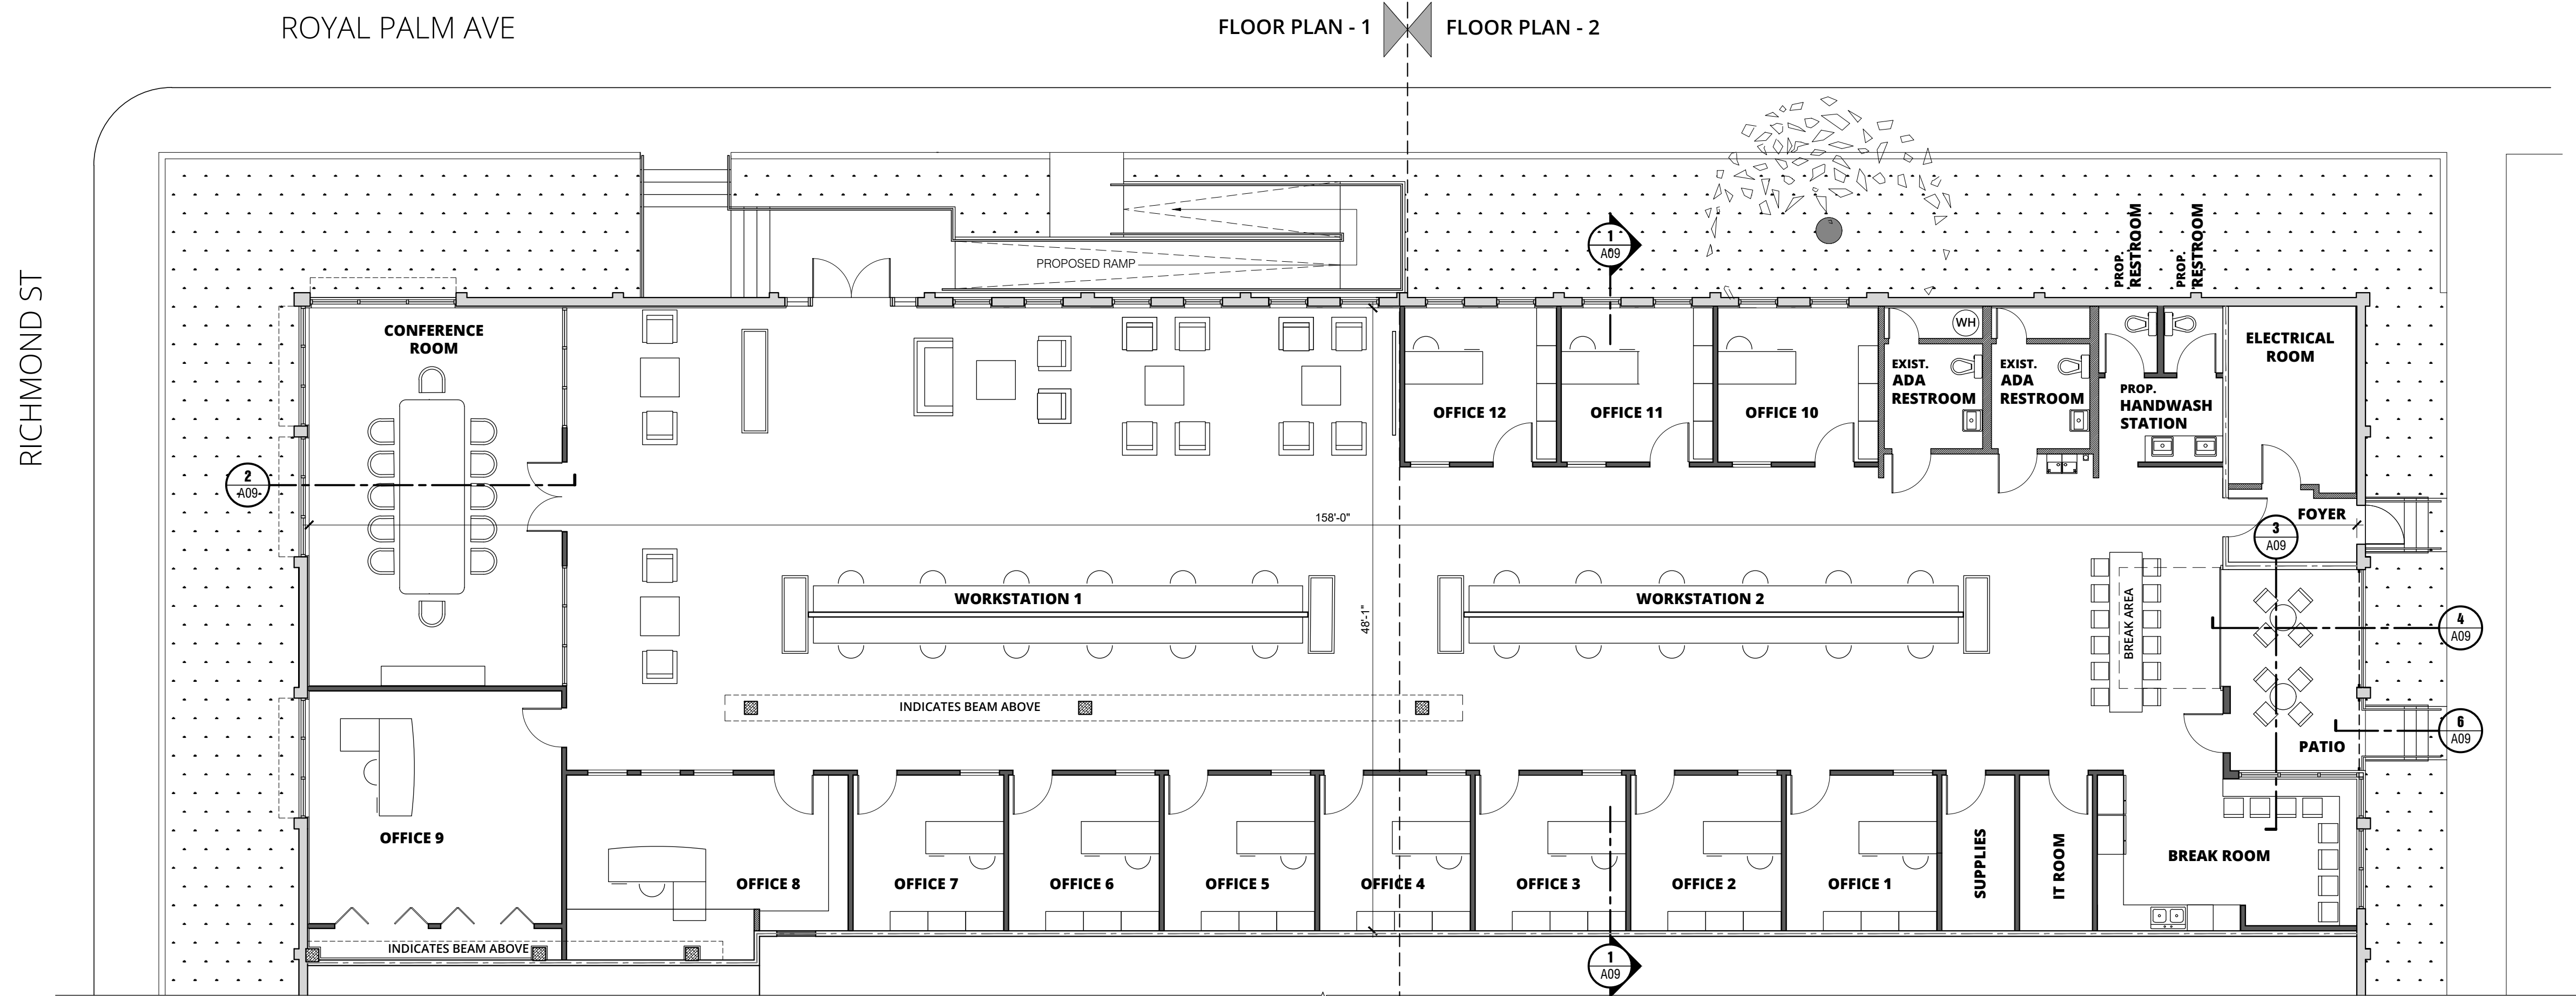 ROYAL PALM AVE
FLOOR PLAN - 1
FLOOR PLAN - 2
RICHMOND ST
PROPOSED RAMP
1
A09
PROP.
RESTROOM
PROP.
RESTROOM
CONFERENCE
ROOM
WH
ELECTRICAL
ROOM
EXIST.
ADA
RESTROOM
EXIST.
ADA
RESTROOM
PROP.
HANDWASH
STATION
OFFICE 12
OFFICE 11
OFFICE 10
2
A09
158'-0"
FOYER
3
A09
WORKSTATION 1
WORKSTATION 2
48'-1"
BREAK AREA
4
A09
INDICATES BEAM ABOVE
6
A09
PATIO
OFFICE 9
OFFICE 8
OFFICE 7
OFFICE 6
OFFICE 5
OFFICE 4
OFFICE 3
OFFICE 2
OFFICE 1
SUPPLIES
IT ROOM
BREAK ROOM
INDICATES BEAM ABOVE
1
A09